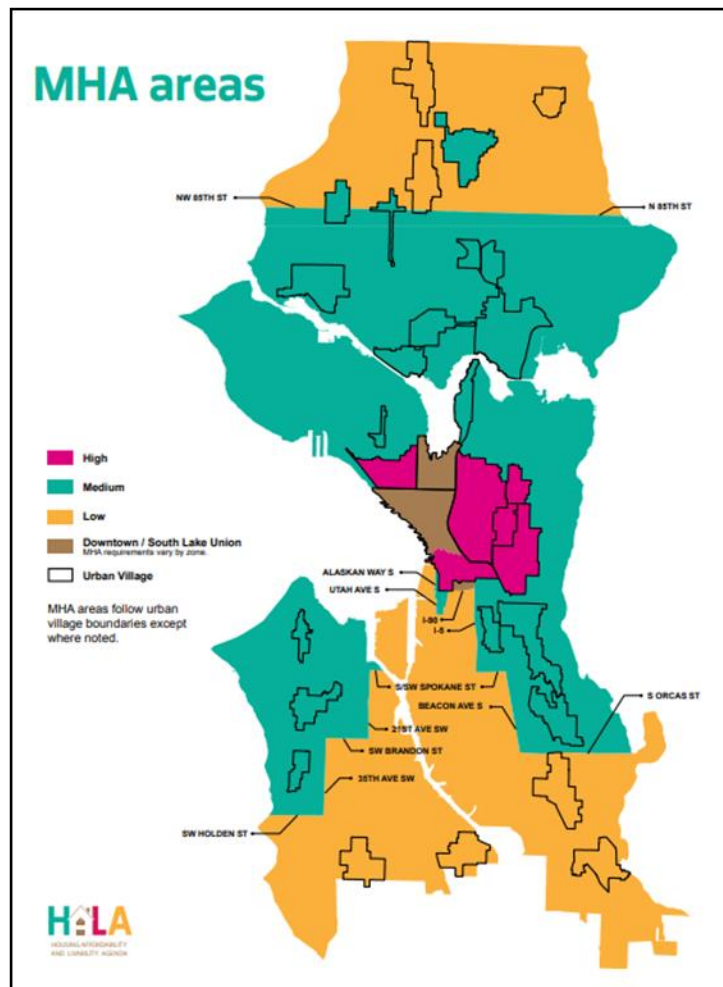 MHA areas
NW 85TH ST
N 85TH ST
High
Medium
Low
Downtown / South Lake Union
MHA requirements vary by zone.
Urban Village
MHA areas follow urban
village boundaries except
where noted.
ALASKAN WAY S
UTAH AVE S
I-90
I-5
S/SW SPOKANE ST
BEACON AVE S
S ORCAS ST
21ST AVE SW
SW BRANDON ST
35TH AVE SW
SW HOLDEN ST
HALA
HOUSING AFFORDABILITY
AND LIVABILITY AGENDA